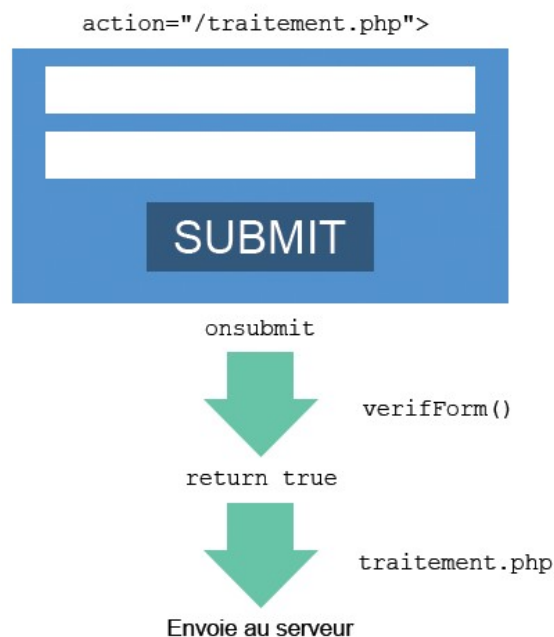 action="/traitement.php">
SUBMIT
onsubmit
verifForm()
return true
traitement.php
Envoie au serveur